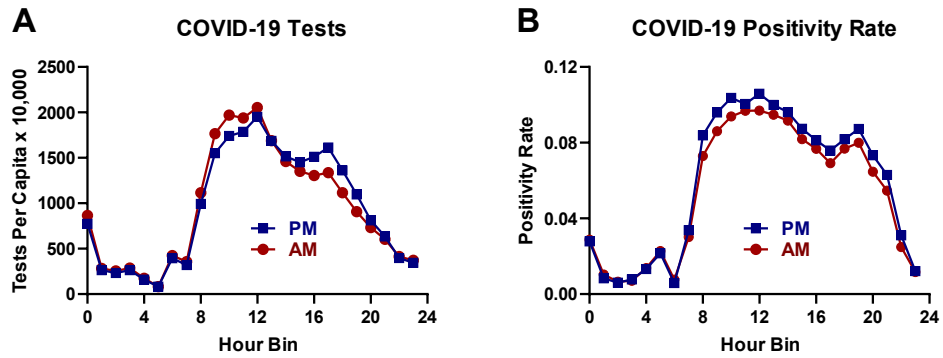 A
COVID-19 Tests
Tests Per Capita x 10,000
2500
2000
1500
1000
500
0
PM
AM
0 4 8 12 16 20 24
Hour Bin
B
COVID-19 Positivity Rate
Positivity Rate
0.12
0.08
0.04
0.00
PM
AM
0 4 8 12 16 20 24
Hour Bin